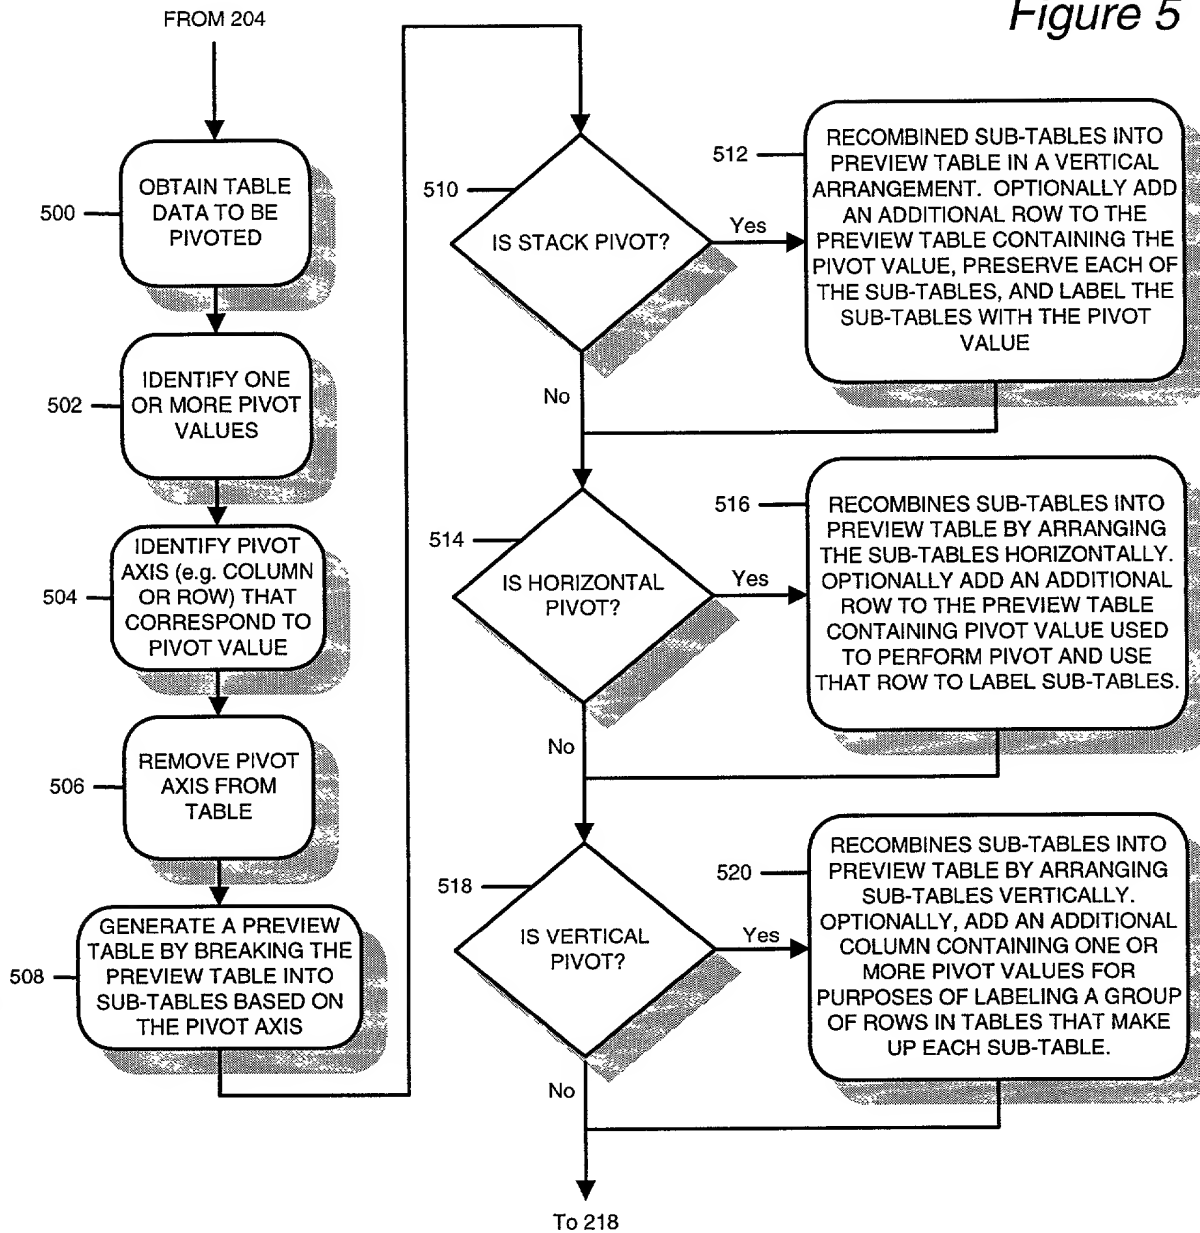 Figure 5
FROM 204
500
OBTAIN TABLE
DATA TO BE
PIVOTED
502
IDENTIFY ONE
OR MORE PIVOT
VALUES
504
IDENTIFY PIVOT
AXIS (e.g. COLUMN
OR ROW) THAT
CORRESPOND TO
PIVOT VALUE
506
REMOVE PIVOT
AXIS FROM
TABLE
508
GENERATE A PREVIEW
TABLE BY BREAKING THE
PREVIEW TABLE INTO
SUB-TABLES BASED ON
THE PIVOT AXIS
510
IS STACK PIVOT?
Yes
No
512
RECOMBINED SUB-TABLES INTO
PREVIEW TABLE IN A VERTICAL
ARRANGEMENT. OPTIONALLY ADD
AN ADDITIONAL ROW TO THE
PREVIEW TABLE CONTAINING THE
PIVOT VALUE, PRESERVE EACH OF
THE SUB-TABLES, AND LABEL THE
SUB-TABLES WITH THE PIVOT
VALUE
514
IS HORIZONTAL
PIVOT?
Yes
No
516
RECOMBINES SUB-TABLES INTO
PREVIEW TABLE BY ARRANGING
THE SUB-TABLES HORIZONTALLY.
OPTIONALLY ADD AN ADDITIONAL
ROW TO THE PREVIEW TABLE
CONTAINING PIVOT VALUE USED
TO PERFORM PIVOT AND USE
THAT ROW TO LABEL SUB-TABLES.
518
IS VERTICAL
PIVOT?
Yes
No
520
RECOMBINES SUB-TABLES INTO
PREVIEW TABLE BY ARRANGING
SUB-TABLES VERTICALLY.
OPTIONALLY, ADD AN ADDITIONAL
COLUMN CONTAINING ONE OR
MORE PIVOT VALUES FOR
PURPOSES OF LABELING A GROUP
OF ROWS IN TABLES THAT MAKE
UP EACH SUB-TABLE.
To 218